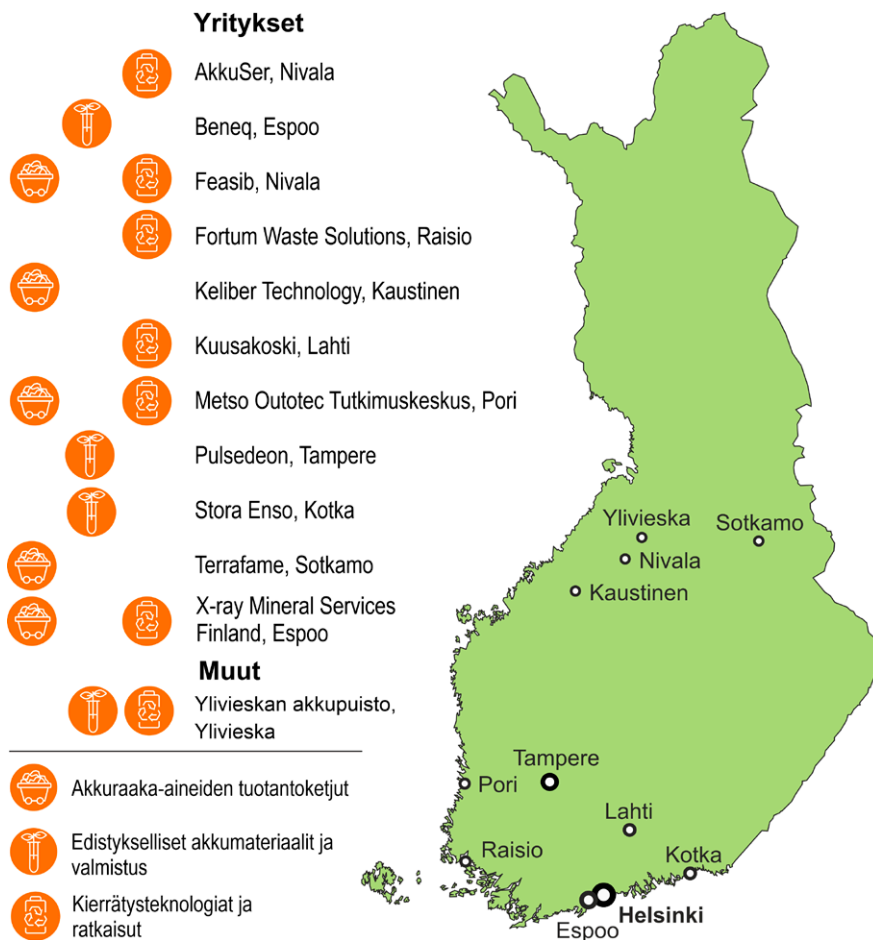 Yritykset
AkkuSer, Nivala
Beneq, Espoo
Feasib, Nivala
Fortum Waste Solutions, Raisio
Keliber Technology, Kaustinen
Kuusakoski, Lahti
Metso Outotec Tutkimuskeskus, Pori
Pulsedeon, Tampere
Stora Enso, Kotka
Terrafame, Sotkamo
X-ray Mineral Services
Finland, Espoo
Muut
Ylivieskan akkupuisto,
Ylivieska
Akkuraaka-aineiden tuotantoketjut
Edistykselliset akkumateriaalit ja
valmistus
Kierrätysteknologiat ja
ratkaisut
Ylivieska
Sotkamo
Nivala
Kaustinen
Tampere
Pori
Lahti
Raisio
Kotka
Helsinki
Espoo